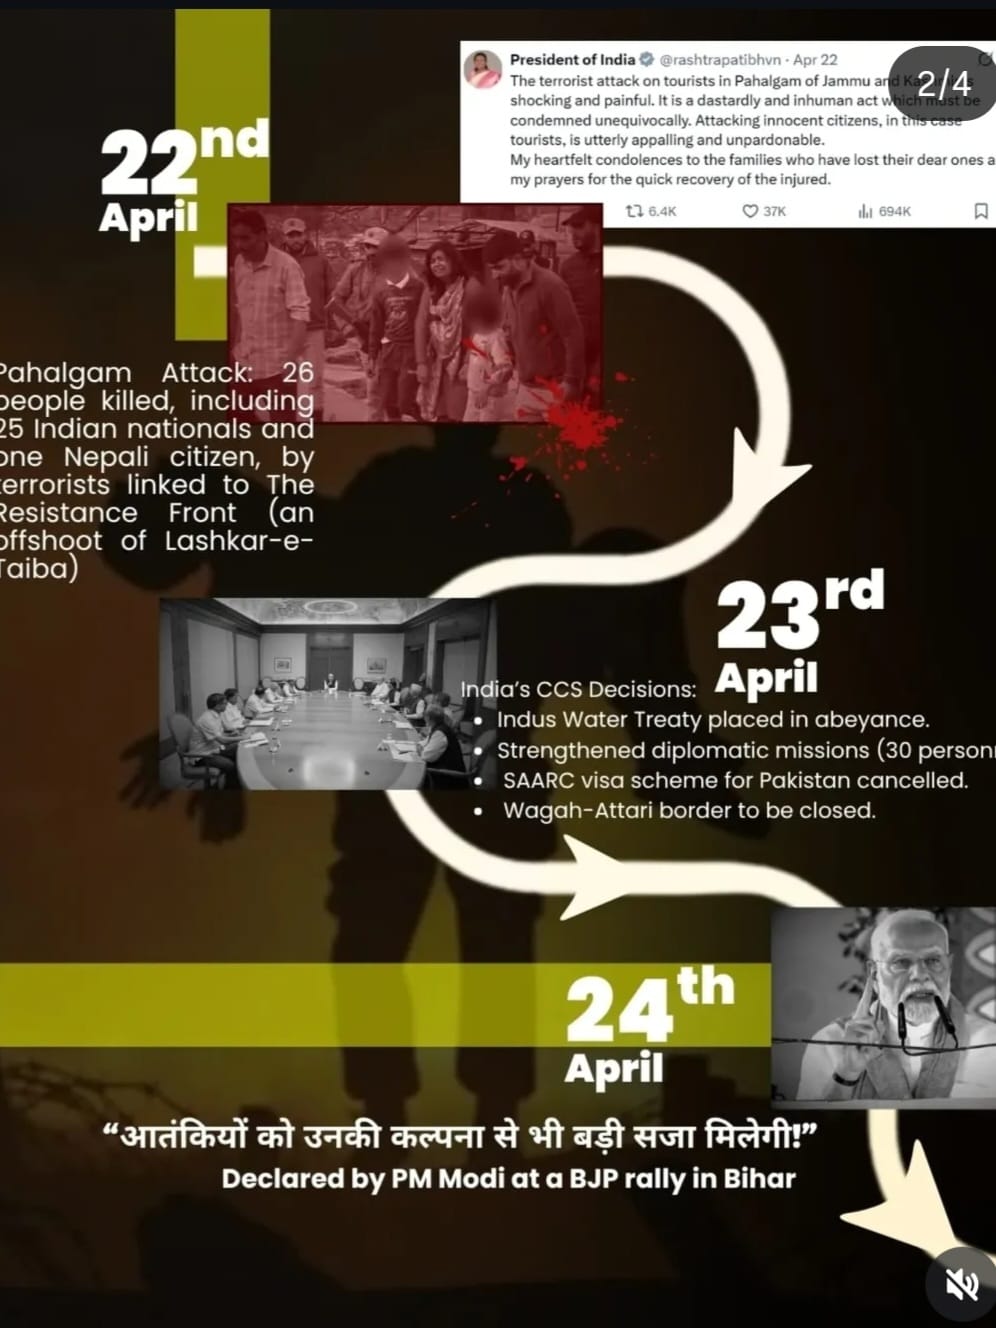 President of India @rashtrapatibhvn · Apr 22
The terrorist attack on tourists in Pahalgam of Jammu and
shocking and painful. It is a dastardly and inhuman act which must be
condemned unequivocally. Attacking innocent citizens, in this case
tourists, is utterly appalling and unpardonable.
My heartfelt condolences to the families who have lost their dear ones a
my prayers for the quick recovery of the injured.
6.4K 37K 694K
2/4
22nd
April
Pahalgam Attack: 26
people killed, including
25 Indian nationals and
one Nepali citizen, by
terrorists linked to The
Resistance Front (an
offshoot of Lashkar-e-
Taiba)
23rd
April
India's CCS Decisions:
• Indus Water Treaty placed in abeyance.
• Strengthened diplomatic missions (30 person
• SAARC visa scheme for Pakistan cancelled.
• Wagah-Attari border to be closed.
24th
April
“आतंकियों को उनकी कल्पना से भी बड़ी सजा मिलेगी!”
Declared by PM Modi at a BJP rally in Bihar